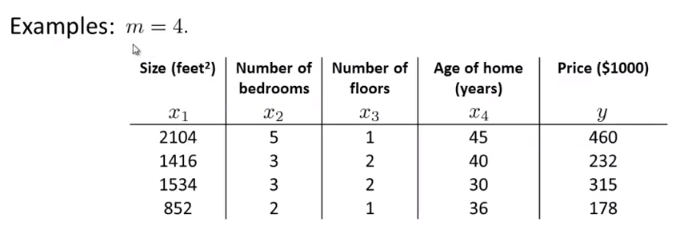 Examples: m = 4.
Size (feet²) Number of bedrooms Number of floors Age of home (years) Price ($1000)
x₁ x₂ x₃ x₄ y
2104 5 1 45 460
1416 3 2 40 232
1534 3 2 30 315
852 2 1 36 178